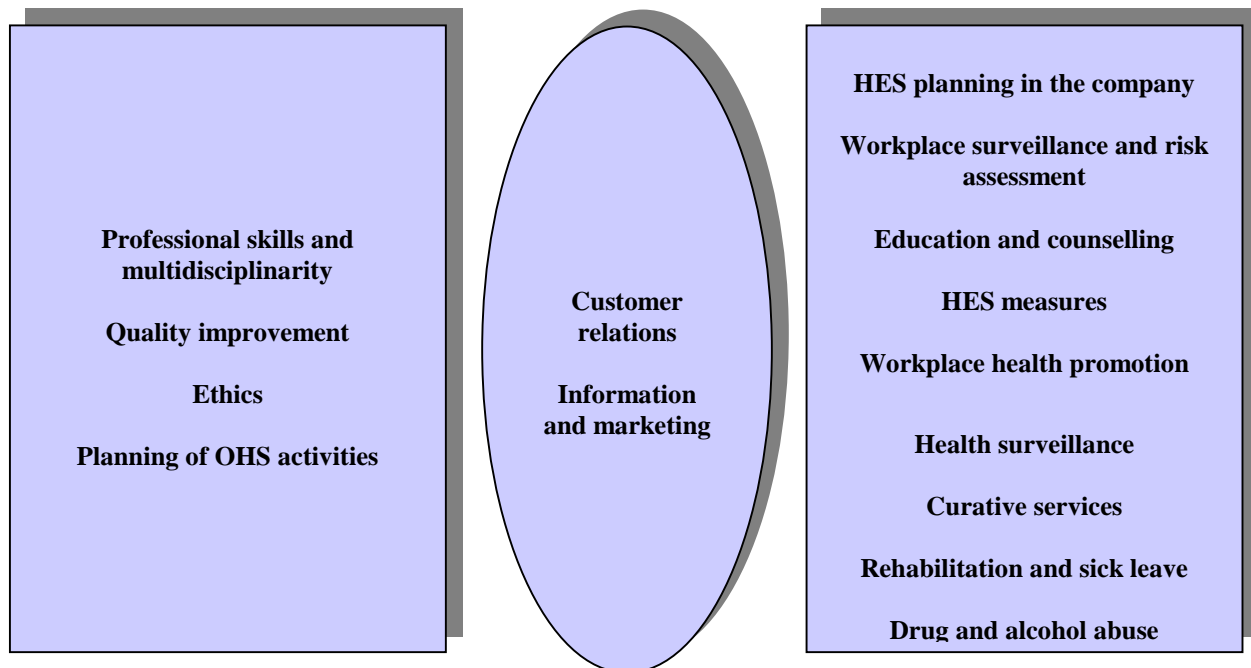 Professional skills and
multidisciplinarity
Quality improvement
Ethics
Planning of OHS activities
Customer
relations
Information
and marketing
HES planning in the company
Workplace surveillance and risk
assessment
Education and counselling
HES measures
Workplace health promotion
Health surveillance
Curative services
Rehabilitation and sick leave
Drug and alcohol abuse